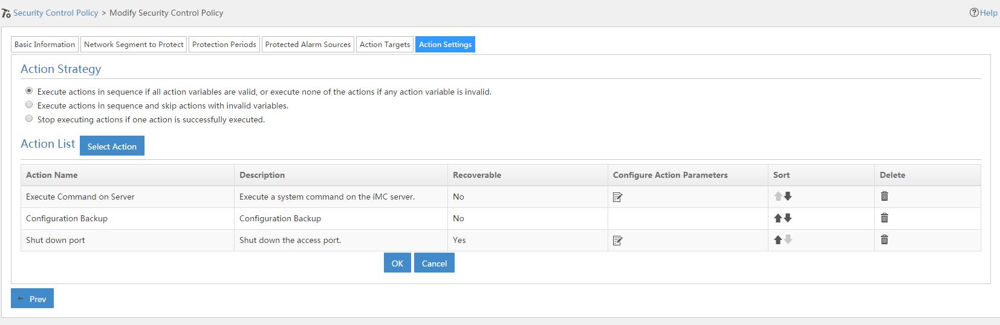 Security Control Policy > Modify Security Control Policy
Help
Basic Information Network Segment to Protect Protection Periods Protected Alarm Sources Action Targets Action Settings
Action Strategy
Execute actions in sequence if all action variables are valid, or execute none of the actions if any action variable is invalid.
Execute actions in sequence and skip actions with invalid variables.
Stop executing actions if one action is successfully executed.
Action List Select Action
Action Name Description Recoverable Configure Action Parameters Sort Delete
Execute Command on Server Execute a system command on the iMC server. No
Configuration Backup Configuration Backup No
Shut down port Shut down the access port. Yes
OK Cancel
Prev